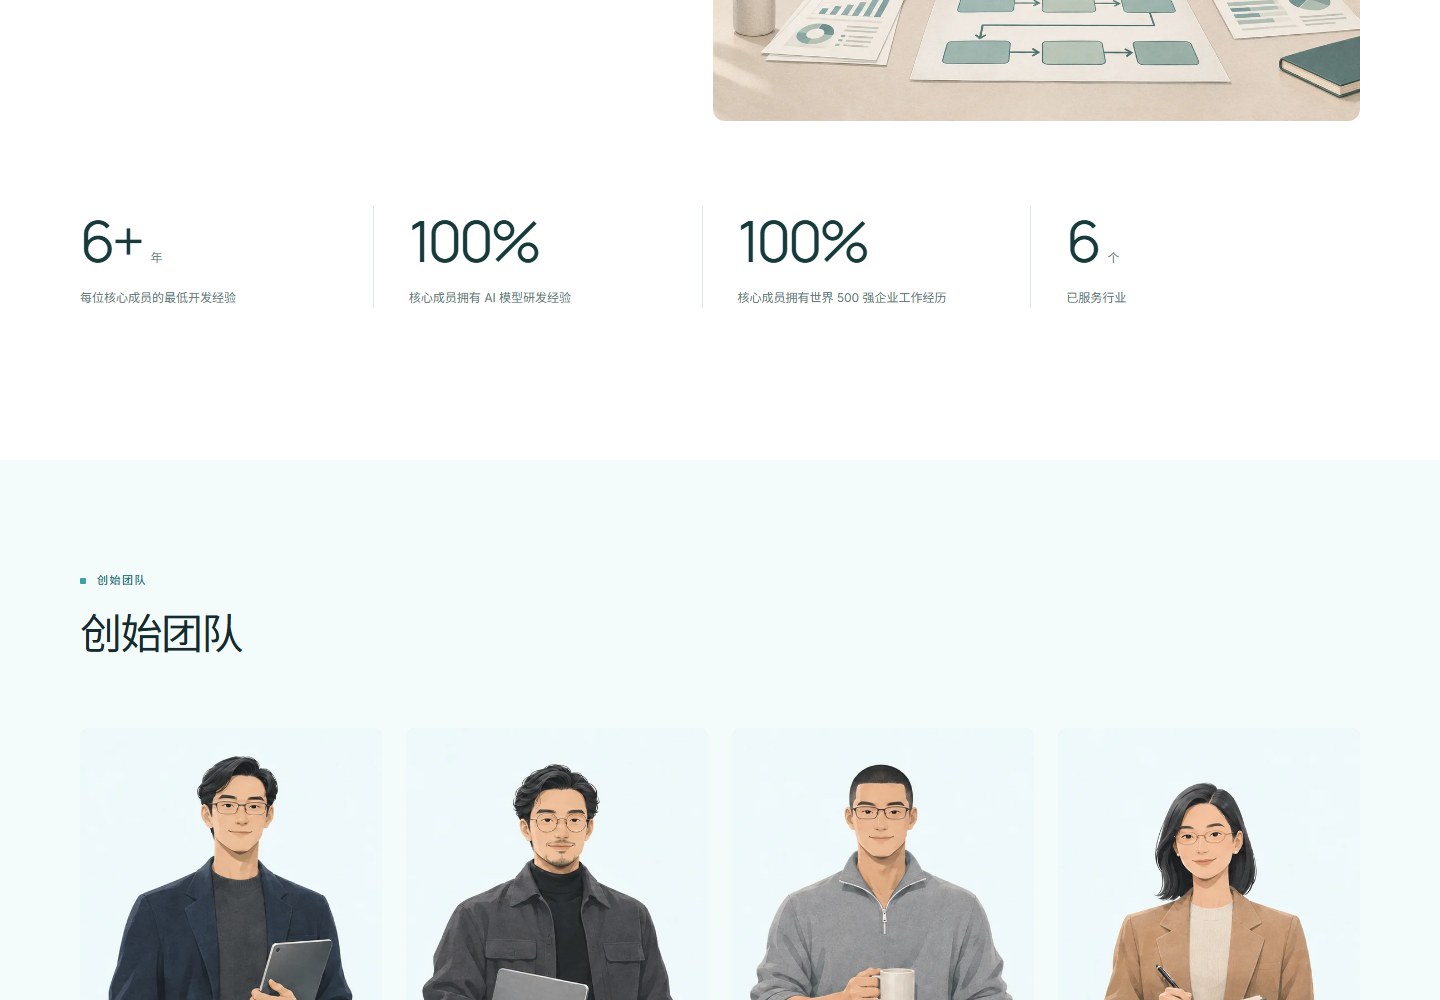 6+ 年
每位核心成员的最低开发经验
100%
核心成员拥有 AI 模型研发经验
100%
核心成员拥有世界 500 强企业工作经历
6 个
已服务行业
创始团队
创始团队